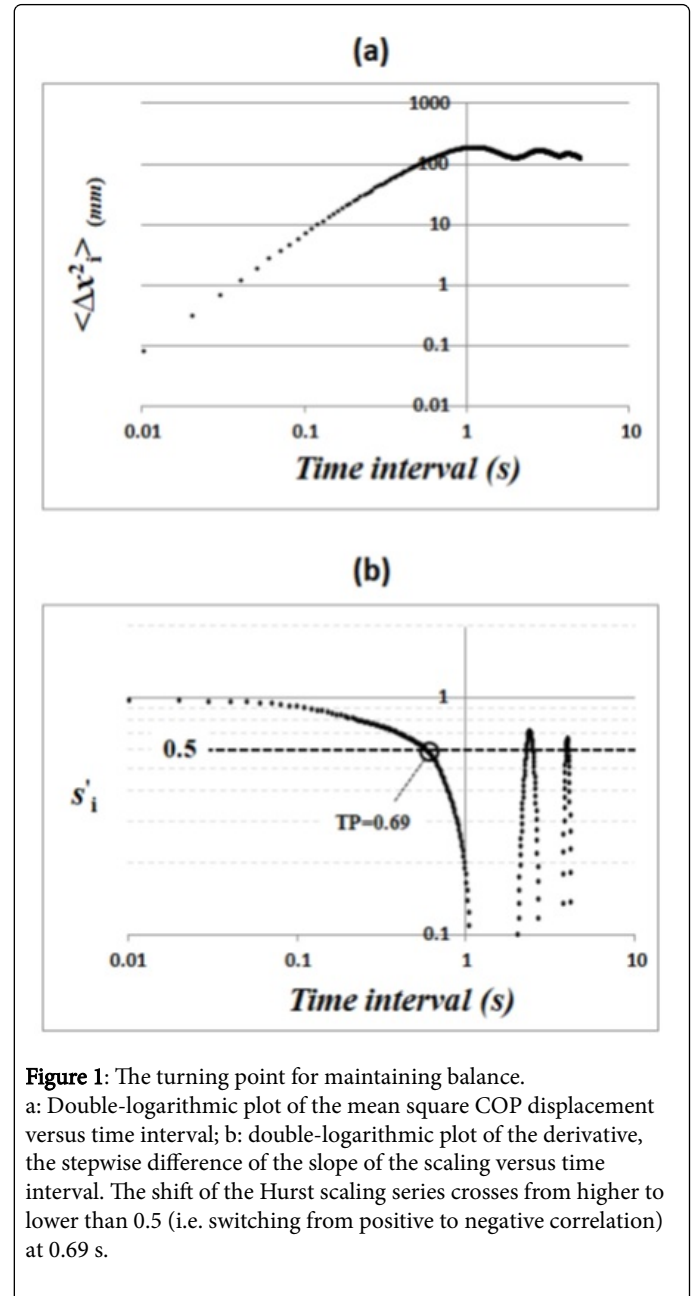 (a)
1000
100
10
1
0.1
0.01
<Δx²ᵢ> (mm)
0.01 0.1 1 10
Time interval (s)
(b)
1
0.5
s'ᵢ
TP=0.69
0.1
0.01 0.1 1 10
Time interval (s)
Figure 1: The turning point for maintaining balance.
a: Double-logarithmic plot of the mean square COP displacement
versus time interval; b: double-logarithmic plot of the derivative,
the stepwise difference of the slope of the scaling versus time
interval. The shift of the Hurst scaling series crosses from higher to
lower than 0.5 (i.e. switching from positive to negative correlation)
at 0.69 s.